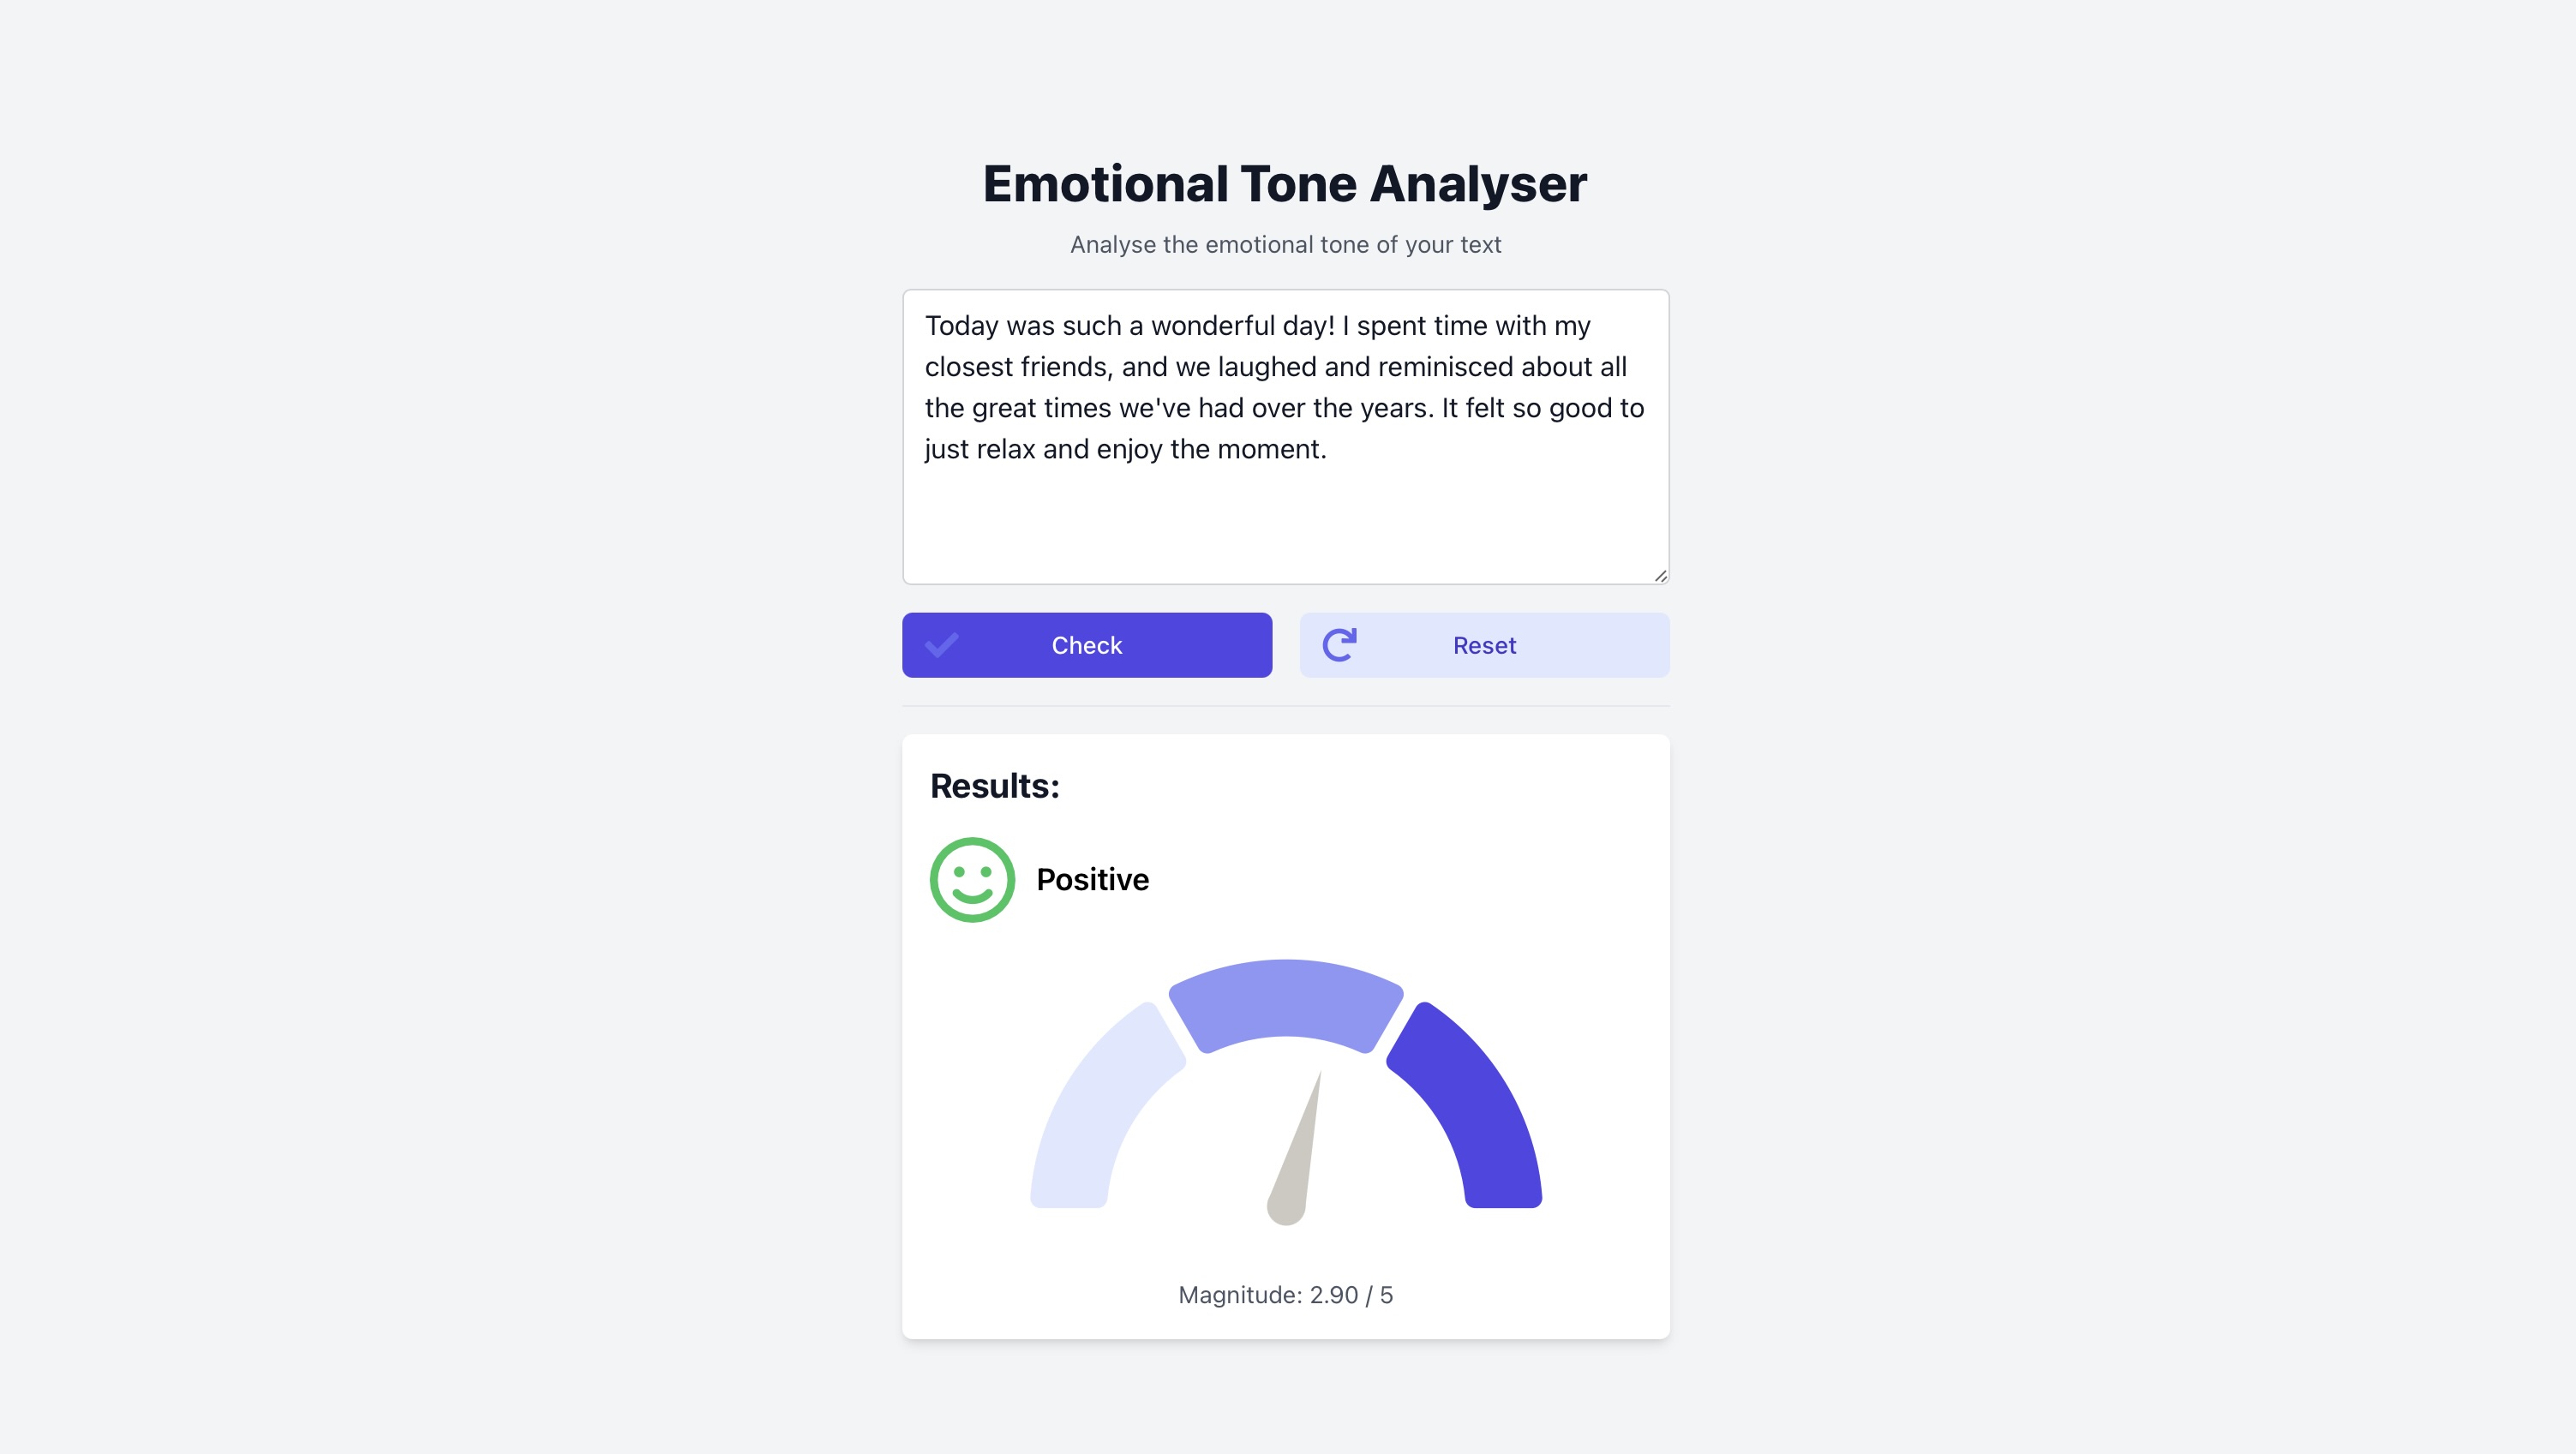 Emotional Tone Analyser
Analyse the emotional tone of your text
Today was such a wonderful day! I spent time with my
closest friends, and we laughed and reminisced about all
the great times we've had over the years. It felt so good to
just relax and enjoy the moment.
Check
Reset
Results:
Positive
Magnitude: 2.90 / 5